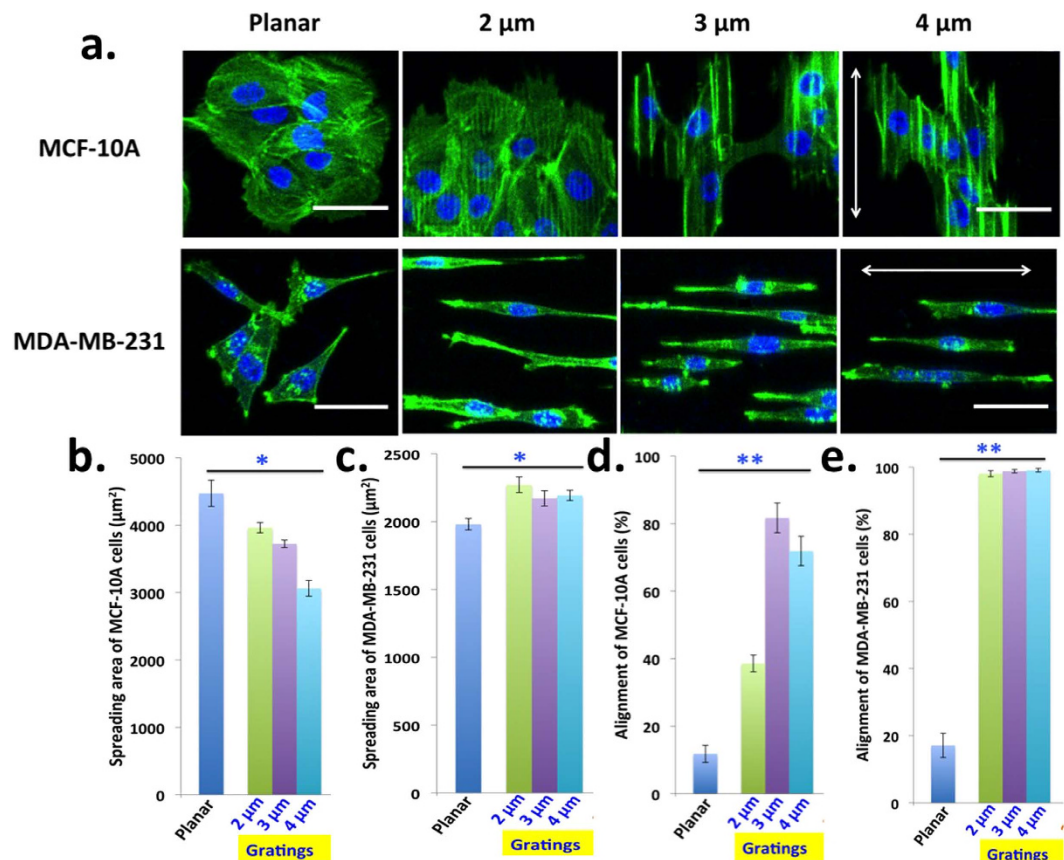 Planar 2 µm 3 µm 4 µm
a.
MCF-10A
MDA-MB-231
b. c. d. e.
Spreading area of MCF-10A cells (µm²)
5000
4000
3000
2000
1000
0
*
Planar
2 µm
3 µm
4 µm
Gratings
Spreading area of MDA-MB-231 cells (µm²)
2500
2000
1500
1000
500
0
*
Planar
2 µm
3 µm
4 µm
Gratings
Alignment of MCF-10A cells (%)
100
80
60
40
20
0
**
Planar
2 µm
3 µm
4 µm
Gratings
Alignment of MDA-MB-231 cells (%)
100
80
60
40
20
0
**
Planar
2 µm
3 µm
4 µm
Gratings